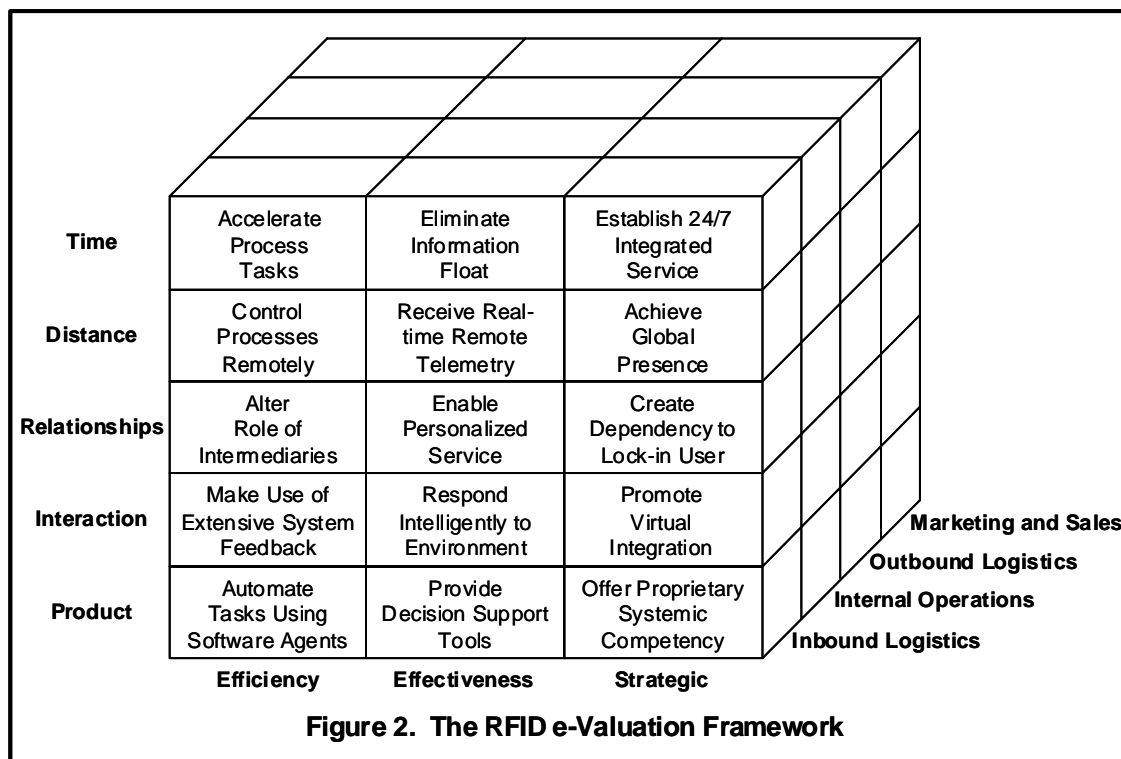 Time
Accelerate
Process
Tasks
Eliminate
Information
Float
Establish 24/7
Integrated
Service
Distance
Control
Processes
Remotely
Receive Real-
time Remote
Telemetry
Achieve
Global
Presence
Relationships
Alter
Role of
Intermediaries
Enable
Personalized
Service
Create
Dependency to
Lock-in User
Interaction
Make Use of
Extensive System
Feedback
Respond
Intelligently to
Environment
Promote
Virtual
Integration
Product
Automate
Tasks Using
Software Agents
Provide
Decision Support
Tools
Offer Proprietary
Systemic
Competency
Marketing and Sales
Outbound Logistics
Internal Operations
Inbound Logistics
Efficiency
Effectiveness
Strategic
Figure 2. The RFID e-Valuation Framework